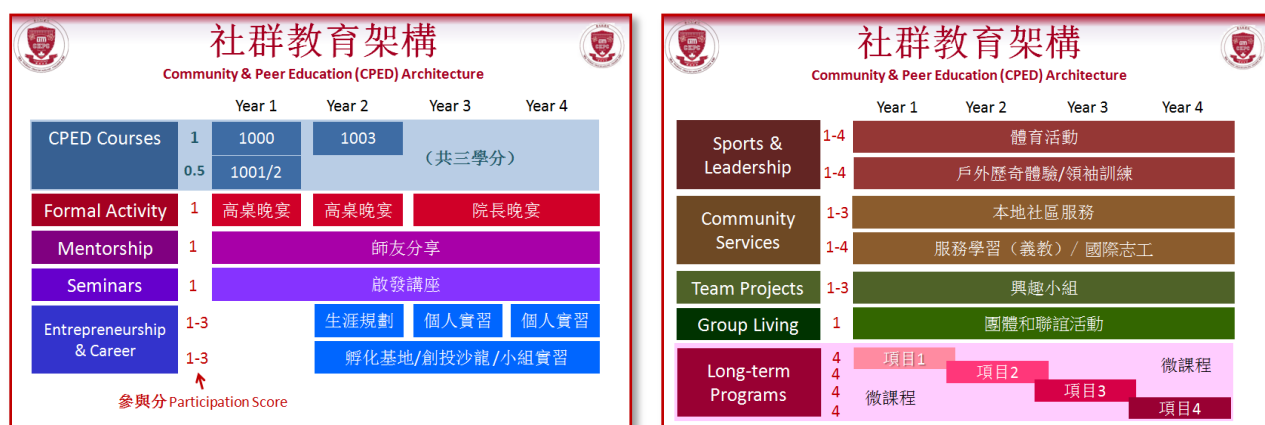 社群教育架構
Community & Peer Education (CPED) Architecture
Year 1 Year 2 Year 3 Year 4
CPED Courses 1 1000 1003
0.5 1001/2
（共三學分）
Formal Activity 1 高桌晚宴 高桌晚宴 院長晚宴
Mentorship 1 師友分享
Seminars 1 啟發講座
Entrepreneurship
& Career
1-3 生涯規劃 個人實習 個人實習
1-3 孵化基地/創投沙龍/小組實習
參與分 Participation Score
社群教育架構
Community & Peer Education (CPED) Architecture
Year 1 Year 2 Year 3 Year 4
Sports &
Leadership
1-4 體育活動
1-4 戶外歷奇體驗/領袖訓練
Community
Services
1-3 本地社區服務
1-4 服務學習（義教）/ 國際志工
Team Projects 1-3 興趣小組
Group Living 1 團體和聯誼活動
Long-term
Programs
4 項目1 微課程
4 項目2
4 微課程 項目3
4 項目4